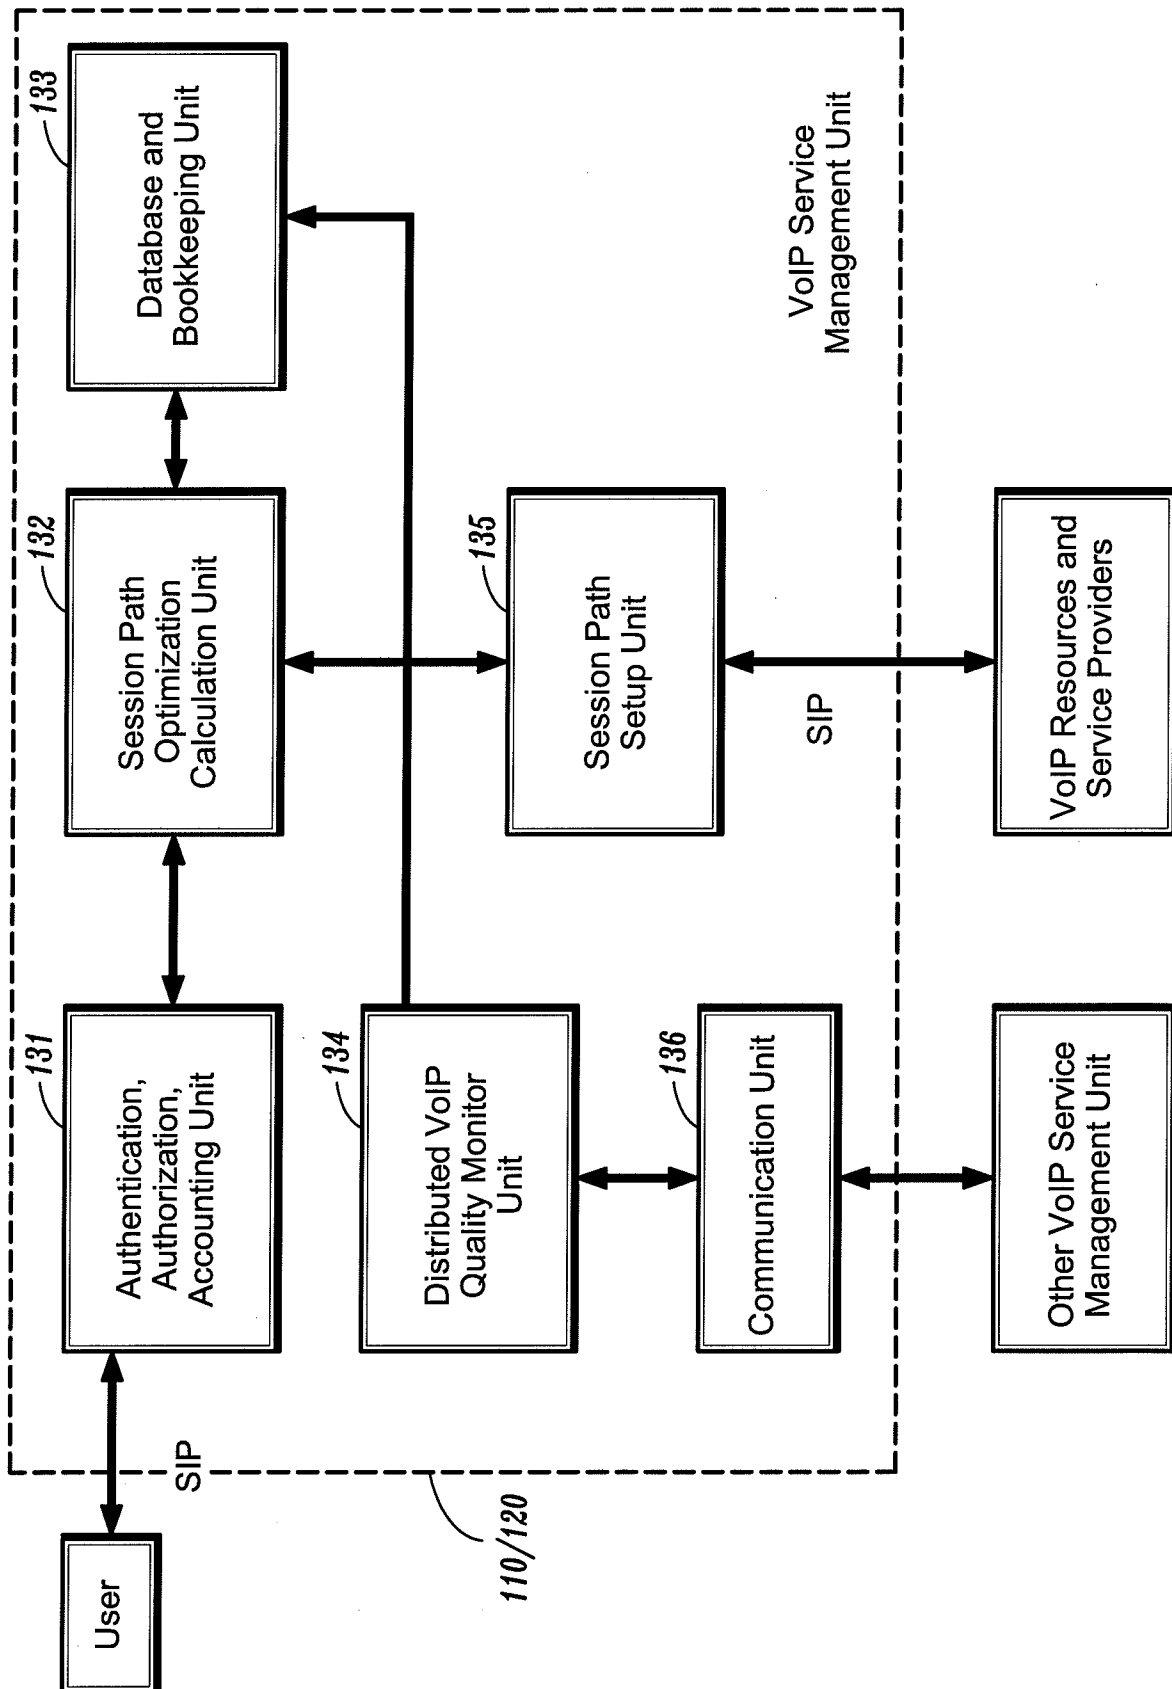 User
SIP
110/120
131
Authentication,
Authorization,
Accounting Unit
132
Session Path
Optimization
Calculation Unit
133
Database and
Bookkeeping Unit
134
Distributed VoIP
Quality Monitor
Unit
135
Session Path
Setup Unit
136
Communication Unit
SIP
VoIP Service
Management Unit
Other VoIP Service
Management Unit
VoIP Resources and
Service Providers